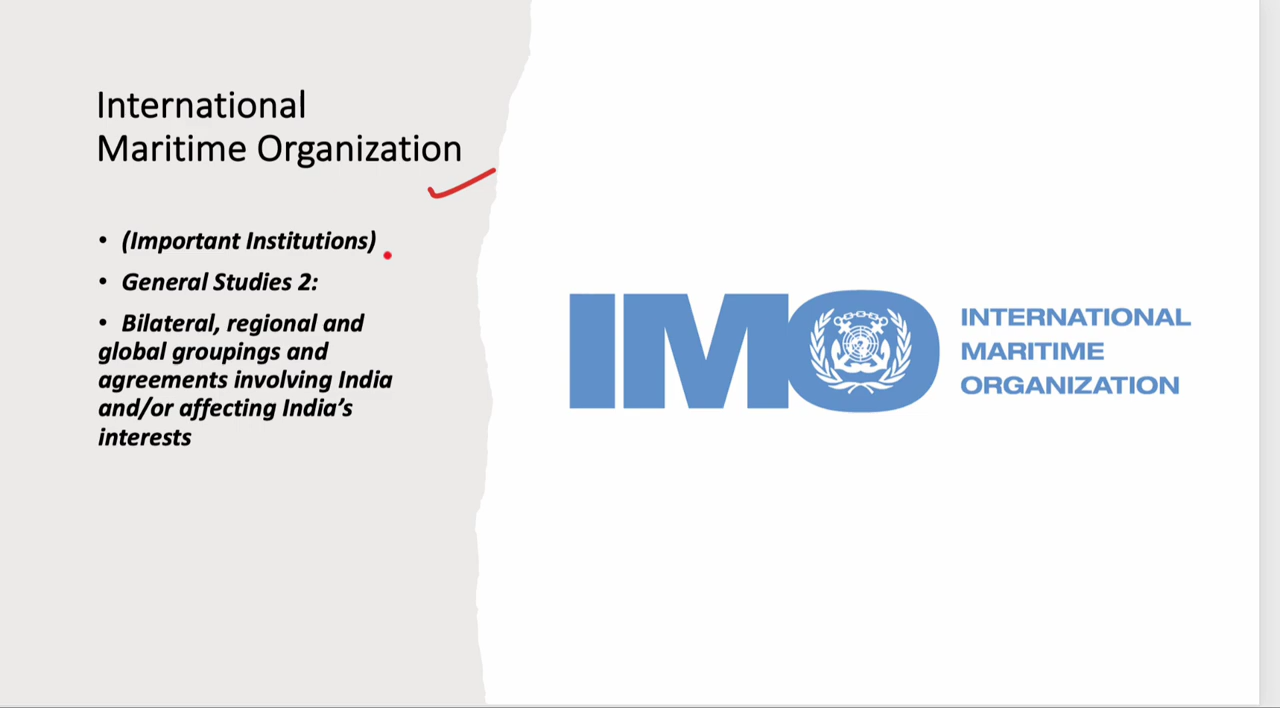 International
Maritime Organization
• (Important Institutions)
• General Studies 2:
• Bilateral, regional and
global groupings and
agreements involving India
and/or affecting India's
interests
IMO
INTERNATIONAL
MARITIME
ORGANIZATION